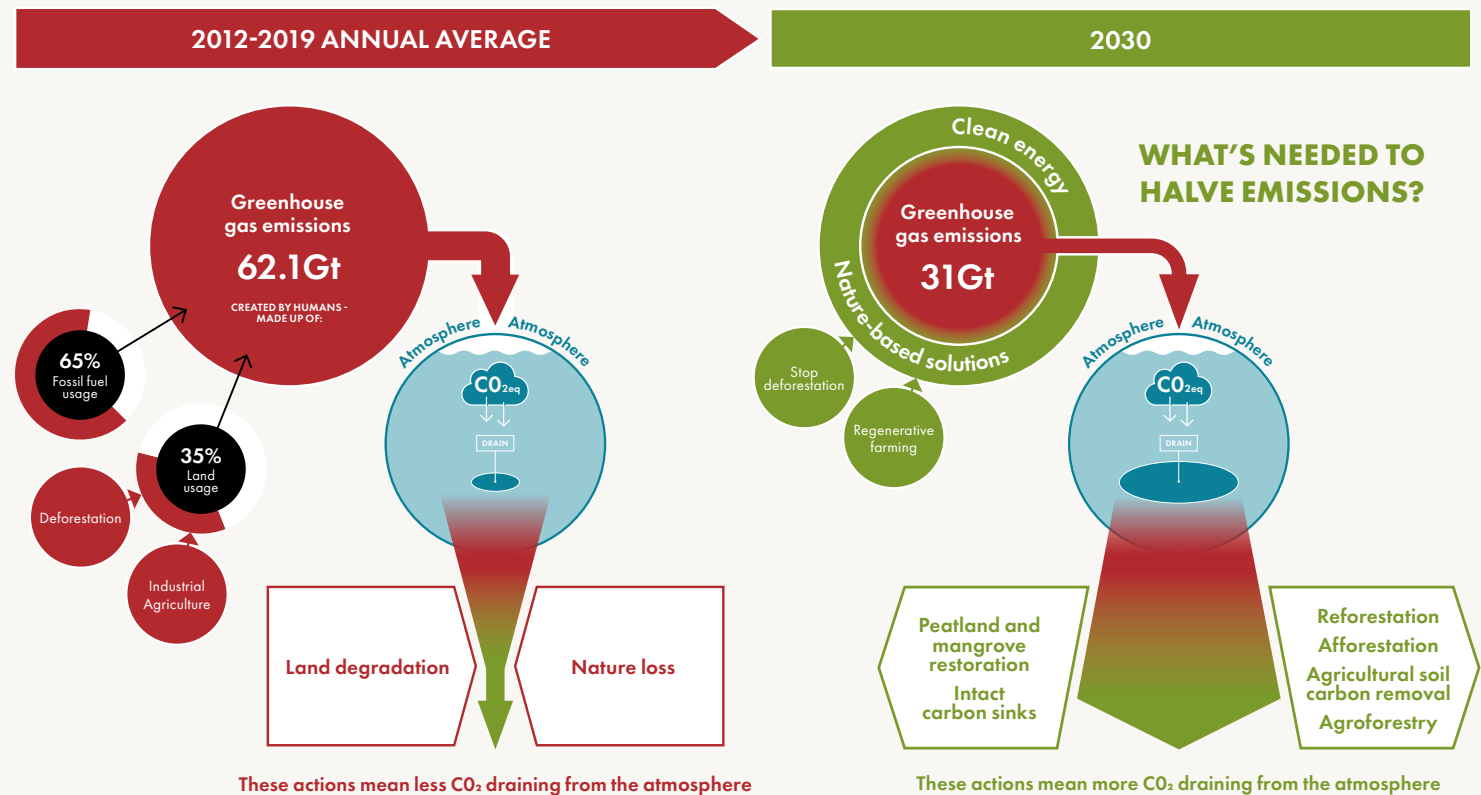 2012-2019 ANNUAL AVERAGE
Greenhouse
gas emissions
62.1Gt
CREATED BY HUMANS -
MADE UP OF:
65%
Fossil fuel
usage
35%
Land
usage
Deforestation
Industrial
Agriculture
Atmosphere Atmosphere
C0₂eq
DRAIN
Land degradation
Nature loss
These actions mean less C0₂ draining from the atmosphere
2030
WHAT'S NEEDED TO
HALVE EMISSIONS?
Clean energy
Greenhouse
gas emissions
31Gt
Nature-based solutions
Stop
deforestation
Regenerative
farming
Atmosphere Atmosphere
C0₂eq
DRAIN
Peatland and
mangrove
restoration
Intact
carbon sinks
Reforestation
Afforestation
Agricultural soil
carbon removal
Agroforestry
These actions mean more C0₂ draining from the atmosphere